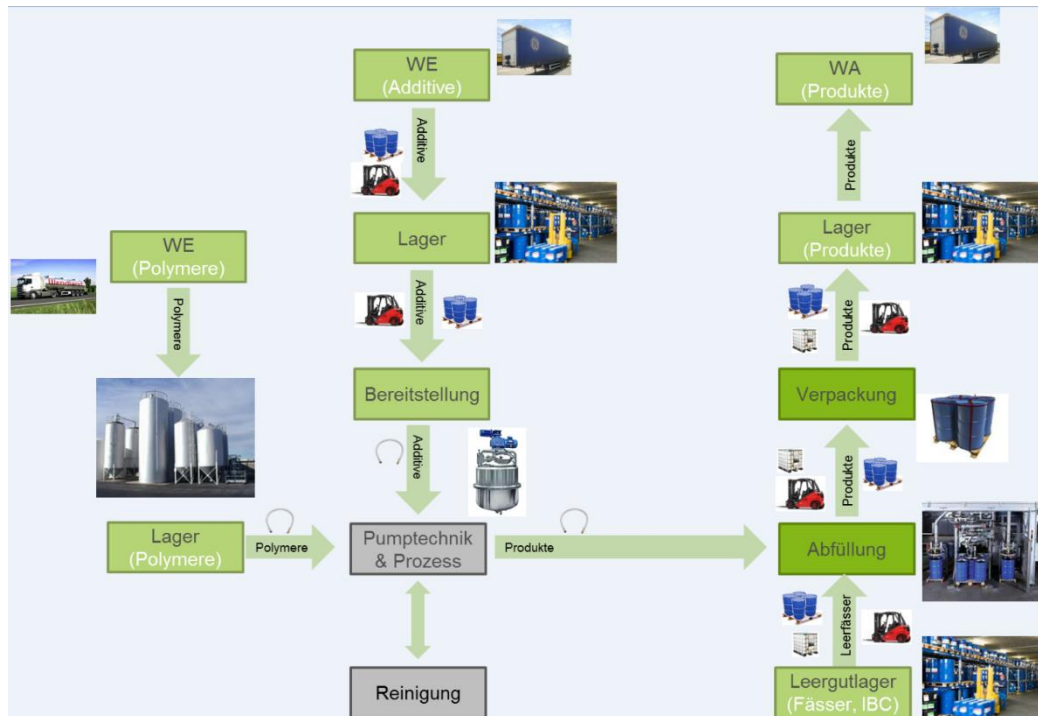 WE
(Additive)
WA
(Produkte)
Additive
Produkte
WE
(Polymere)
Lager
Lager
(Produkte)
Polymere
Additive
Produkte
Bereitstellung
Verpackung
Additive
Produkte
Lager
(Polymere)
Polymere
Pumptechnik
& Prozess
Produkte
Abfüllung
Leerfässer
Reinigung
Leergutlager
(Fässer, IBC)